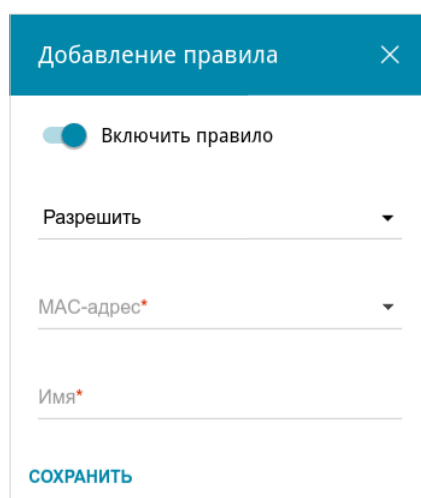 Добавление правила
Включить правило
Разрешить
MAC-адрес*
Имя*
СОХРАНИТЬ